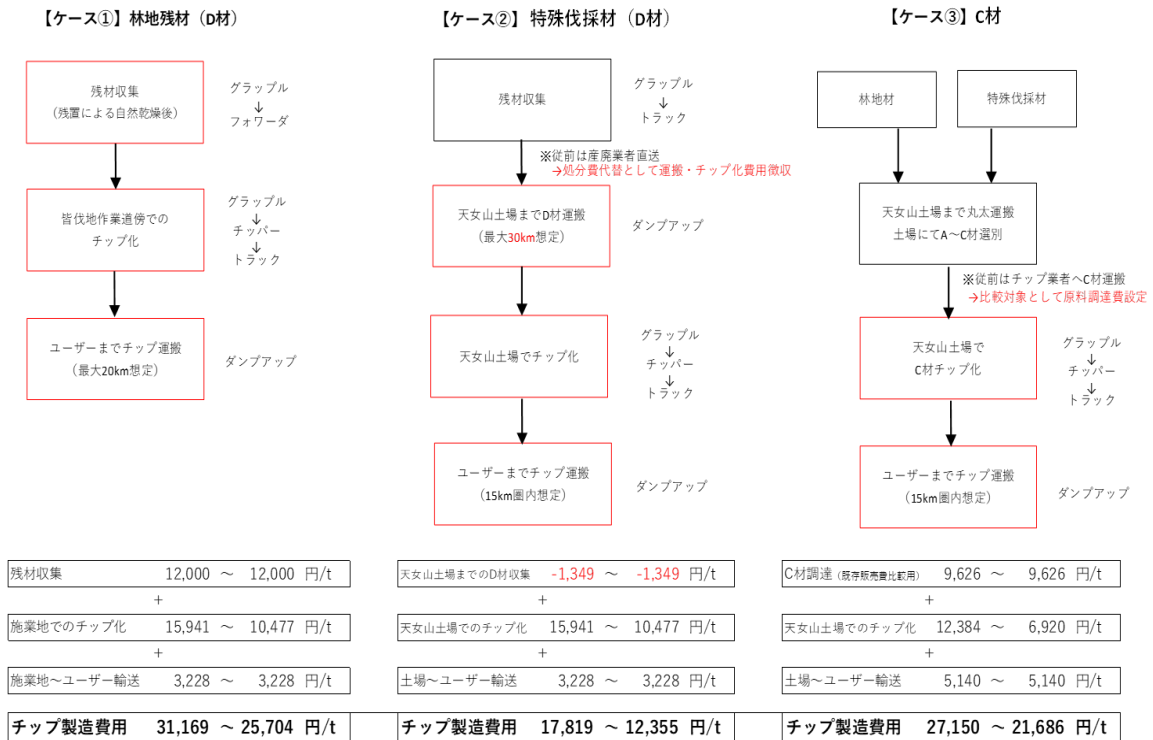 【ケース①】林地残材（D材）
残材収集
（残置による自然乾燥後）
グラップル
↓
フォワーダ
皆伐地作業道傍での
チップ化
グラップル
↓
チッパー
↓
トラック
ユーザーまでチップ運搬
（最大20km想定）
ダンプアップ
残材収集 12,000 ～ 12,000 円/t
+
施業地でのチップ化 15,941 ～ 10,477 円/t
+
施業地～ユーザー輸送 3,228 ～ 3,228 円/t
チップ製造費用 31,169 ～ 25,704 円/t
【ケース②】特殊伐採材（D材）
残材収集
グラップル
↓
トラック
※従前は産廃業者直送
→処分費代替として運搬・チップ化費用徴収
天女山土場までD材運搬
（最大30km想定）
ダンプアップ
天女山土場でチップ化
グラップル
↓
チッパー
↓
トラック
ユーザーまでチップ運搬
（15km圏内想定）
ダンプアップ
天女山土場までのD材収集 -1,349 ～ -1,349 円/t
+
天女山土場でのチップ化 15,941 ～ 10,477 円/t
+
土場～ユーザー輸送 3,228 ～ 3,228 円/t
チップ製造費用 17,819 ～ 12,355 円/t
【ケース③】C材
林地材
特殊伐採材
天女山土場まで丸太運搬
土場にてA～C材選別
※従前はチップ業者へC材運搬
→比較対象として原料調達費設定
天女山土場で
C材チップ化
グラップル
↓
チッパー
↓
トラック
ユーザーまでチップ運搬
（15km圏内想定）
ダンプアップ
C材調達（既存販売費比較用） 9,626 ～ 9,626 円/t
+
天女山土場でのチップ化 12,384 ～ 6,920 円/t
+
土場～ユーザー輸送 5,140 ～ 5,140 円/t
チップ製造費用 27,150 ～ 21,686 円/t